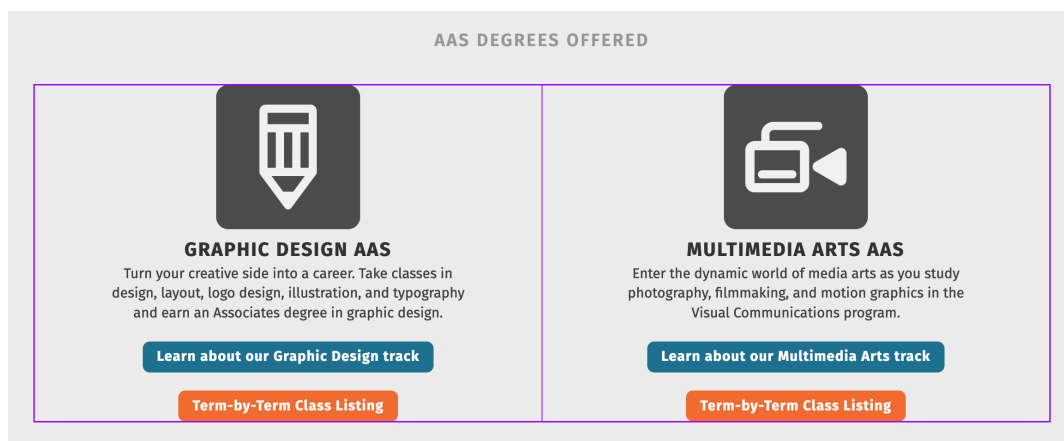 AAS DEGREES OFFERED
GRAPHIC DESIGN AAS
Turn your creative side into a career. Take classes in
design, layout, logo design, illustration, and typography
and earn an Associates degree in graphic design.
Learn about our Graphic Design track
Term-by-Term Class Listing
MULTIMEDIA ARTS AAS
Enter the dynamic world of media arts as you study
photography, filmmaking, and motion graphics in the
Visual Communications program.
Learn about our Multimedia Arts track
Term-by-Term Class Listing